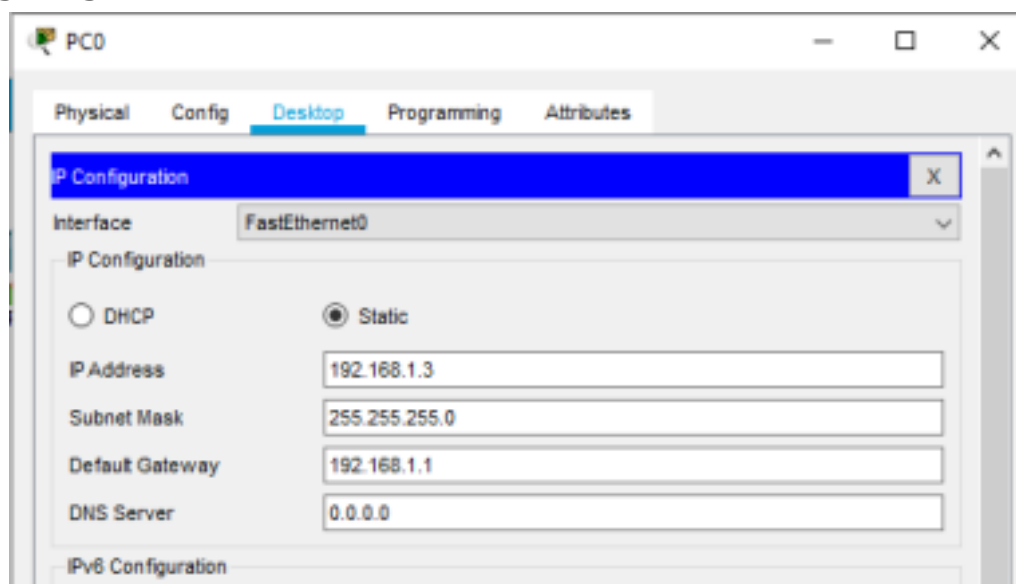 PC0
Physical Config Desktop Programming Attributes
IP Configuration X
Interface FastEthernet0
IP Configuration
DHCP Static
IP Address 192.168.1.3
Subnet Mask 255.255.255.0
Default Gateway 192.168.1.1
DNS Server 0.0.0.0
IPv6 Configuration